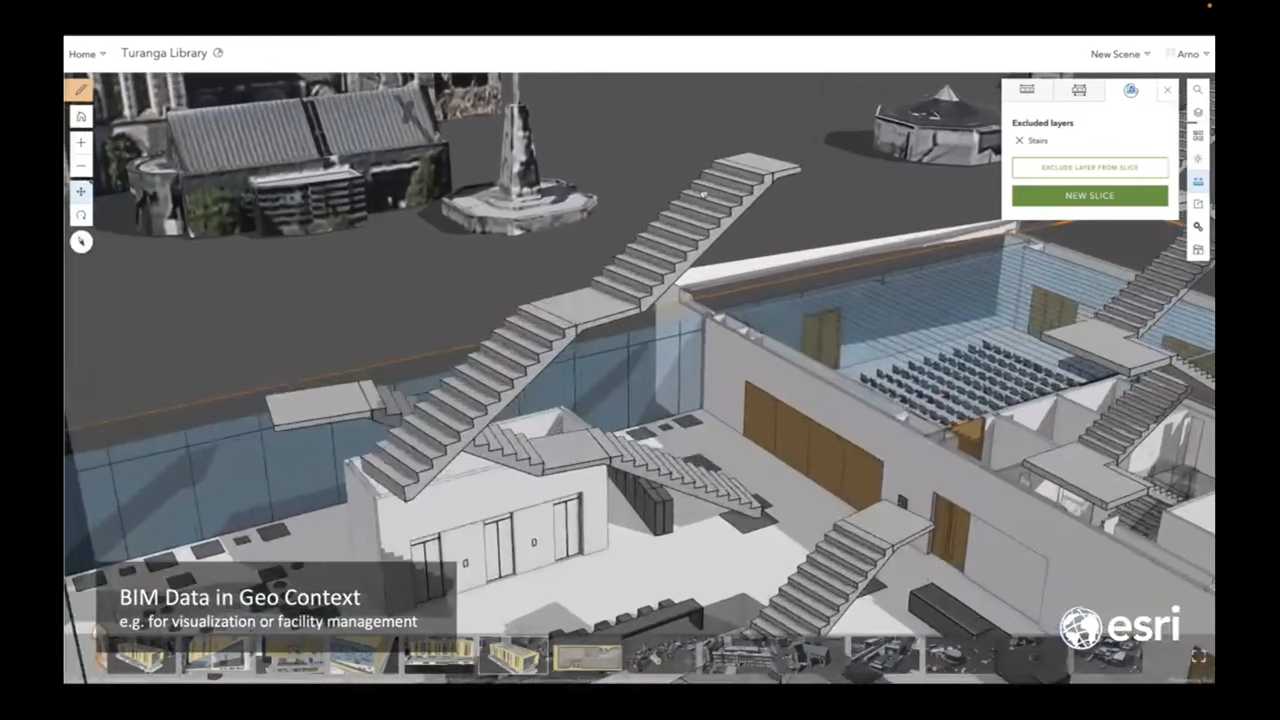 Home
Turanga Library
New Scene
Arno
Excluded layers
Stairs
EXCLUDE LAYER FROM SLICE
NEW SLICE
BIM Data in Geo Context
e.g. for visualization or facility management
esri